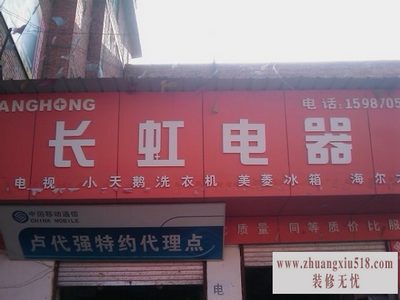 ANGHONG
电话:1598705
长虹电器
电视 小天鹅洗衣机 美菱冰箱 海尔
中国移动通信
CHINA MOBILE
卢代强特约代理点
质量 同等质价比服
电
www.zhuangxiu518.com
装修无忧